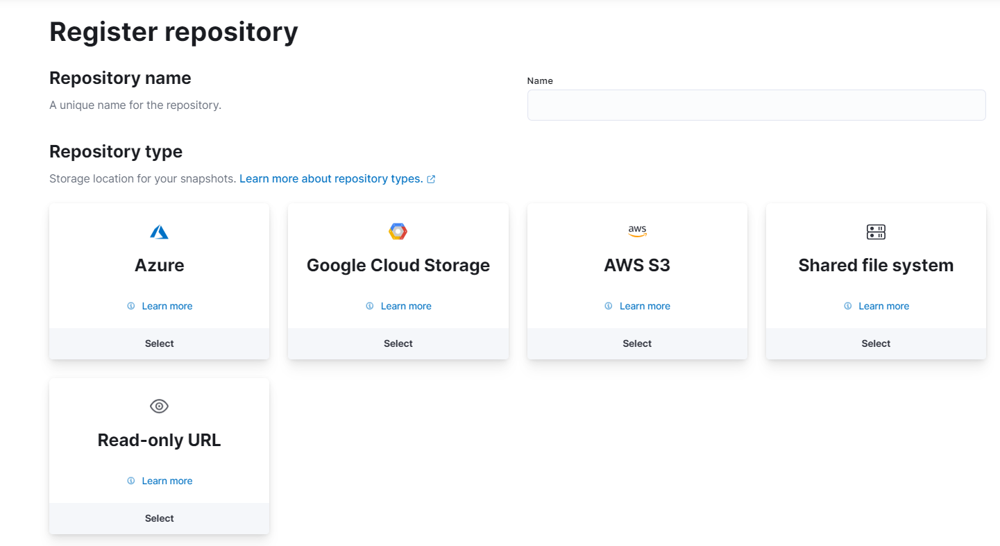 Register repository
Repository name
A unique name for the repository.
Name
Repository type
Storage location for your snapshots. Learn more about repository types.
Azure
Learn more
Select
Google Cloud Storage
Learn more
Select
aws
AWS S3
Learn more
Select
Shared file system
Learn more
Select
Read-only URL
Learn more
Select